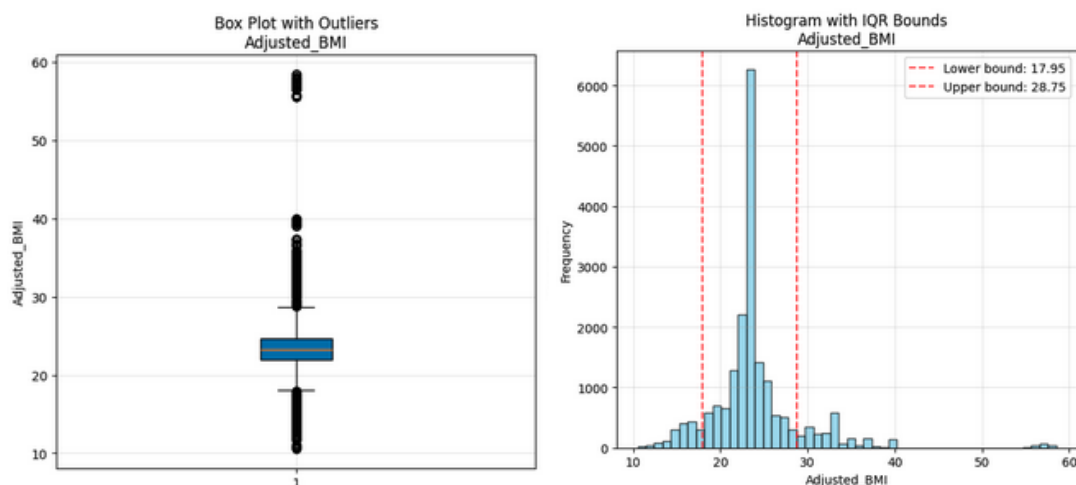 Box Plot with Outliers
Adjusted_BMI
60
50
40
30
20
10
Adjusted_BMI
1
Histogram with IQR Bounds
Adjusted_BMI
Lower bound: 17.95
Upper bound: 28.75
6000
5000
4000
3000
2000
1000
0
Frequency
10 20 30 40 50 60
Adjusted_BMI